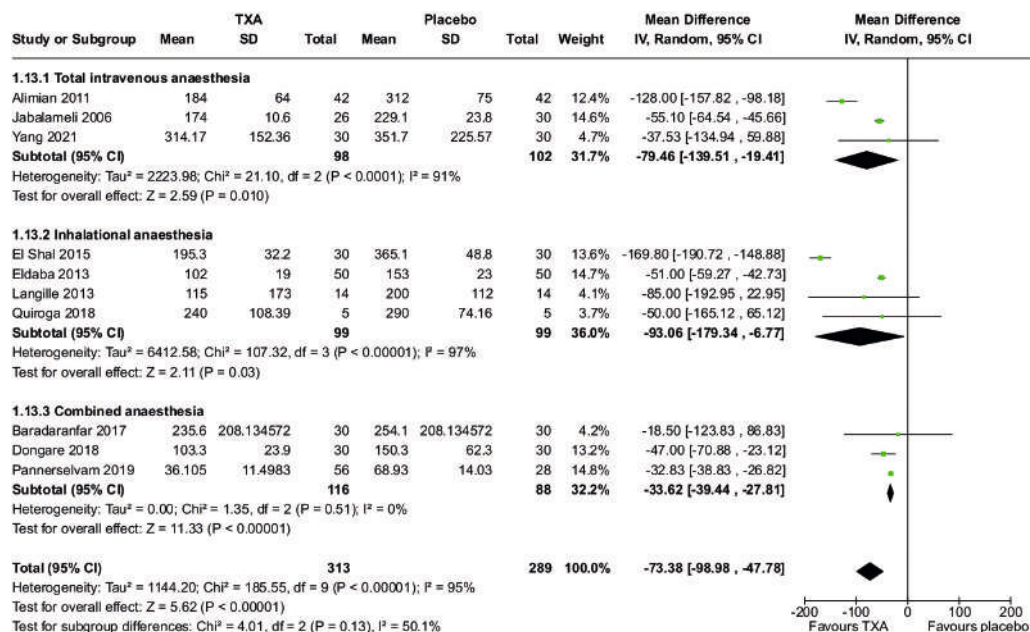 TXA Placebo Mean Difference Mean Difference
Study or Subgroup Mean SD Total Mean SD Total Weight IV, Random, 95% CI IV, Random, 95% CI
1.13.1 Total intravenous anaesthesia
Alimian 2011 184 64 42 312 75 42 12.4% -128.00 [-157.82 , -98.18]
Jabalameli 2006 174 10.6 26 229.1 23.8 30 14.6% -55.10 [-64.54 , -45.66]
Yang 2021 314.17 152.36 30 351.7 225.57 30 4.7% -37.53 [-134.94 , 59.88]
Subtotal (95% CI) 98 102 31.7% -79.46 [-139.51 , -19.41]
Heterogeneity: Tau² = 2223.98; Chi² = 21.10, df = 2 (P < 0.0001); I² = 91%
Test for overall effect: Z = 2.59 (P = 0.010)
1.13.2 Inhalational anaesthesia
El Shal 2015 195.3 32.2 30 365.1 48.8 30 13.6% -169.80 [-190.72 , -148.88]
Eldaba 2013 102 19 50 153 23 50 14.7% -51.00 [-59.27 , -42.73]
Langille 2013 115 173 14 200 112 14 4.1% -85.00 [-192.95 , 22.95]
Quiroga 2018 240 108.39 5 290 74.16 5 3.7% -50.00 [-165.12 , 65.12]
Subtotal (95% CI) 99 99 36.0% -93.06 [-179.34 , -6.77]
Heterogeneity: Tau² = 6412.58; Chi² = 107.32, df = 3 (P < 0.00001); I² = 97%
Test for overall effect: Z = 2.11 (P = 0.03)
1.13.3 Combined anaesthesia
Baradaranfar 2017 235.6 208.134572 30 254.1 208.134572 30 4.2% -18.50 [-123.83 , 86.83]
Dongare 2018 103.3 23.9 30 150.3 62.3 30 13.2% -47.00 [-70.88 , -23.12]
Pannerselvam 2019 36.105 11.4983 56 68.93 14.03 28 14.8% -32.83 [-38.83 , -26.82]
Subtotal (95% CI) 116 88 32.2% -33.62 [-39.44 , -27.81]
Heterogeneity: Tau² = 0.00; Chi² = 1.35, df = 2 (P = 0.51); I² = 0%
Test for overall effect: Z = 11.33 (P < 0.00001)
Total (95% CI) 313 289 100.0% -73.38 [-98.98 , -47.78]
Heterogeneity: Tau² = 1144.20; Chi² = 185.55, df = 9 (P < 0.00001); I² = 95%
Test for overall effect: Z = 5.62 (P < 0.00001)
-200 -100 0 100 200
Test for subgroup differences: Chi² = 4.01, df = 2 (P = 0.13), I² = 50.1%
Favours TXA Favours placebo